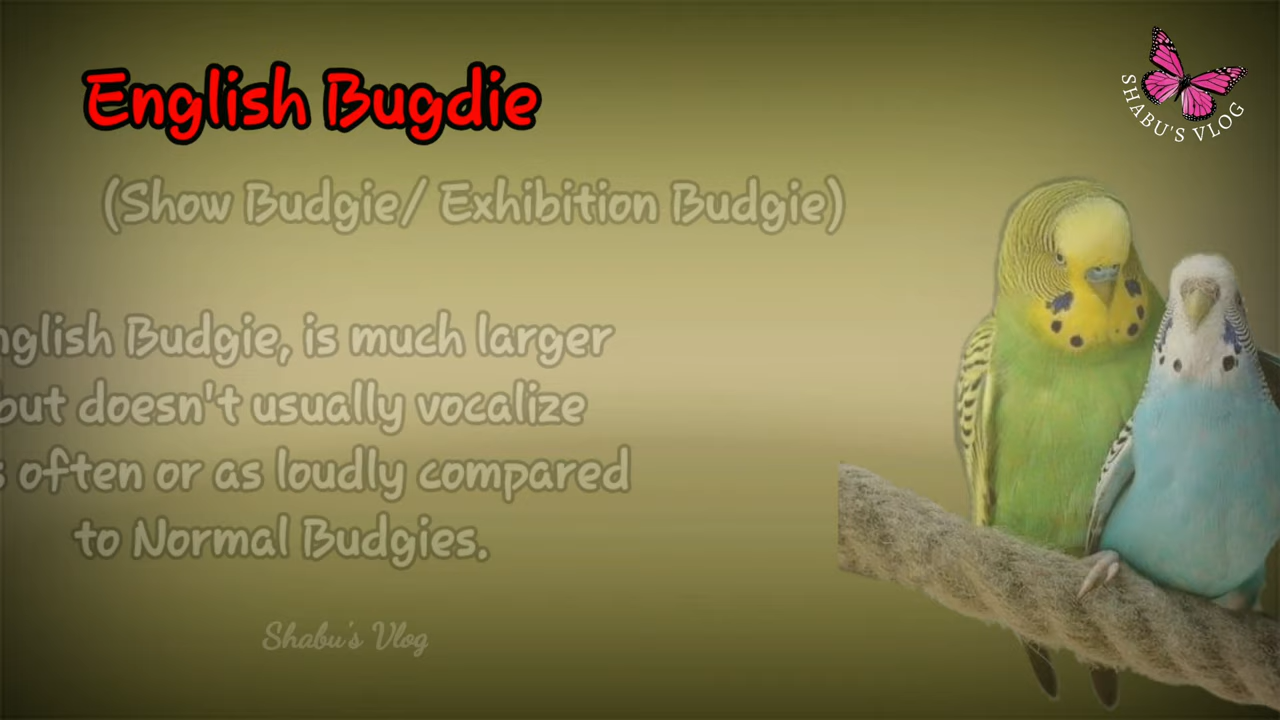 English Bugdie
SHABU'S VLOG
(Show Budgie/ Exhibition Budgie)
nglish Budgie, is much larger
but doesn't usually vocalize
s often or as loudly compared
to Normal Budgies.
Shabu's Vlog